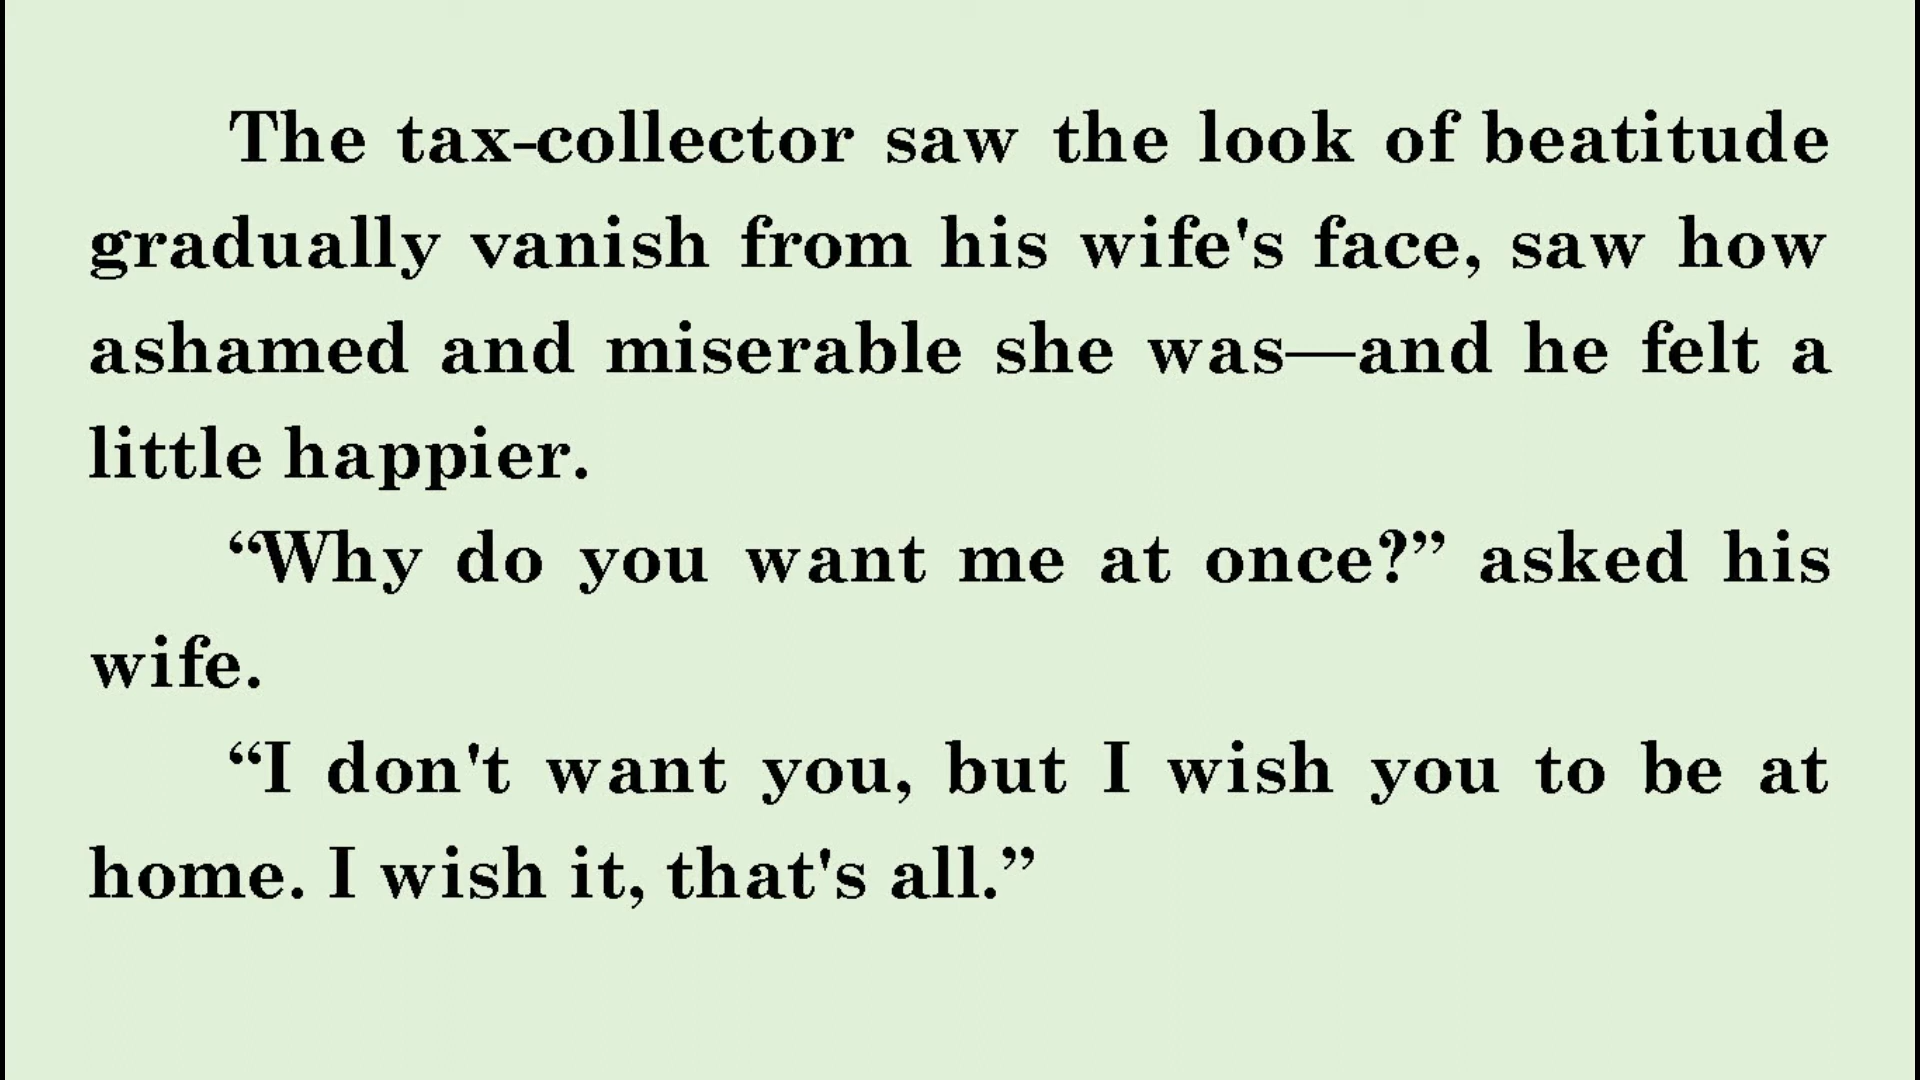 The tax-collector saw the look of beatitude
gradually vanish from his wife's face, saw how
ashamed and miserable she was—and he felt a
little happier.
“Why do you want me at once?” asked his
wife.
“I don't want you, but I wish you to be at
home. I wish it, that's all.”